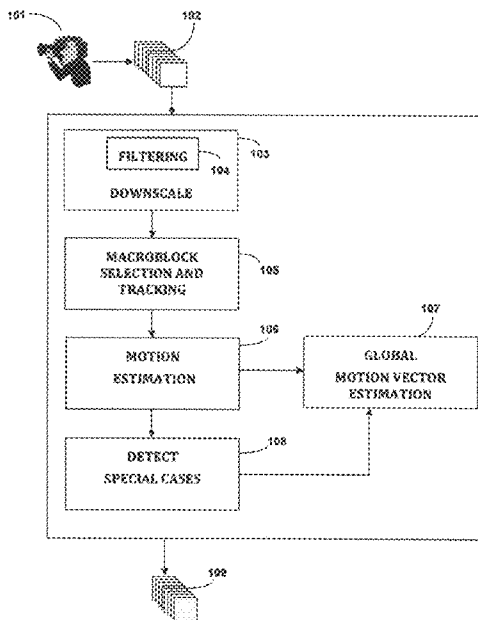 101
102
103
FILTERING
104
DOWNSCALE
MACROBLOCK
SELECTION AND
TRACKING
105
106
107
MOTION
ESTIMATION
GLOBAL
MOTION VECTOR
ESTIMATION
108
DETECT
SPECIAL CASES
109